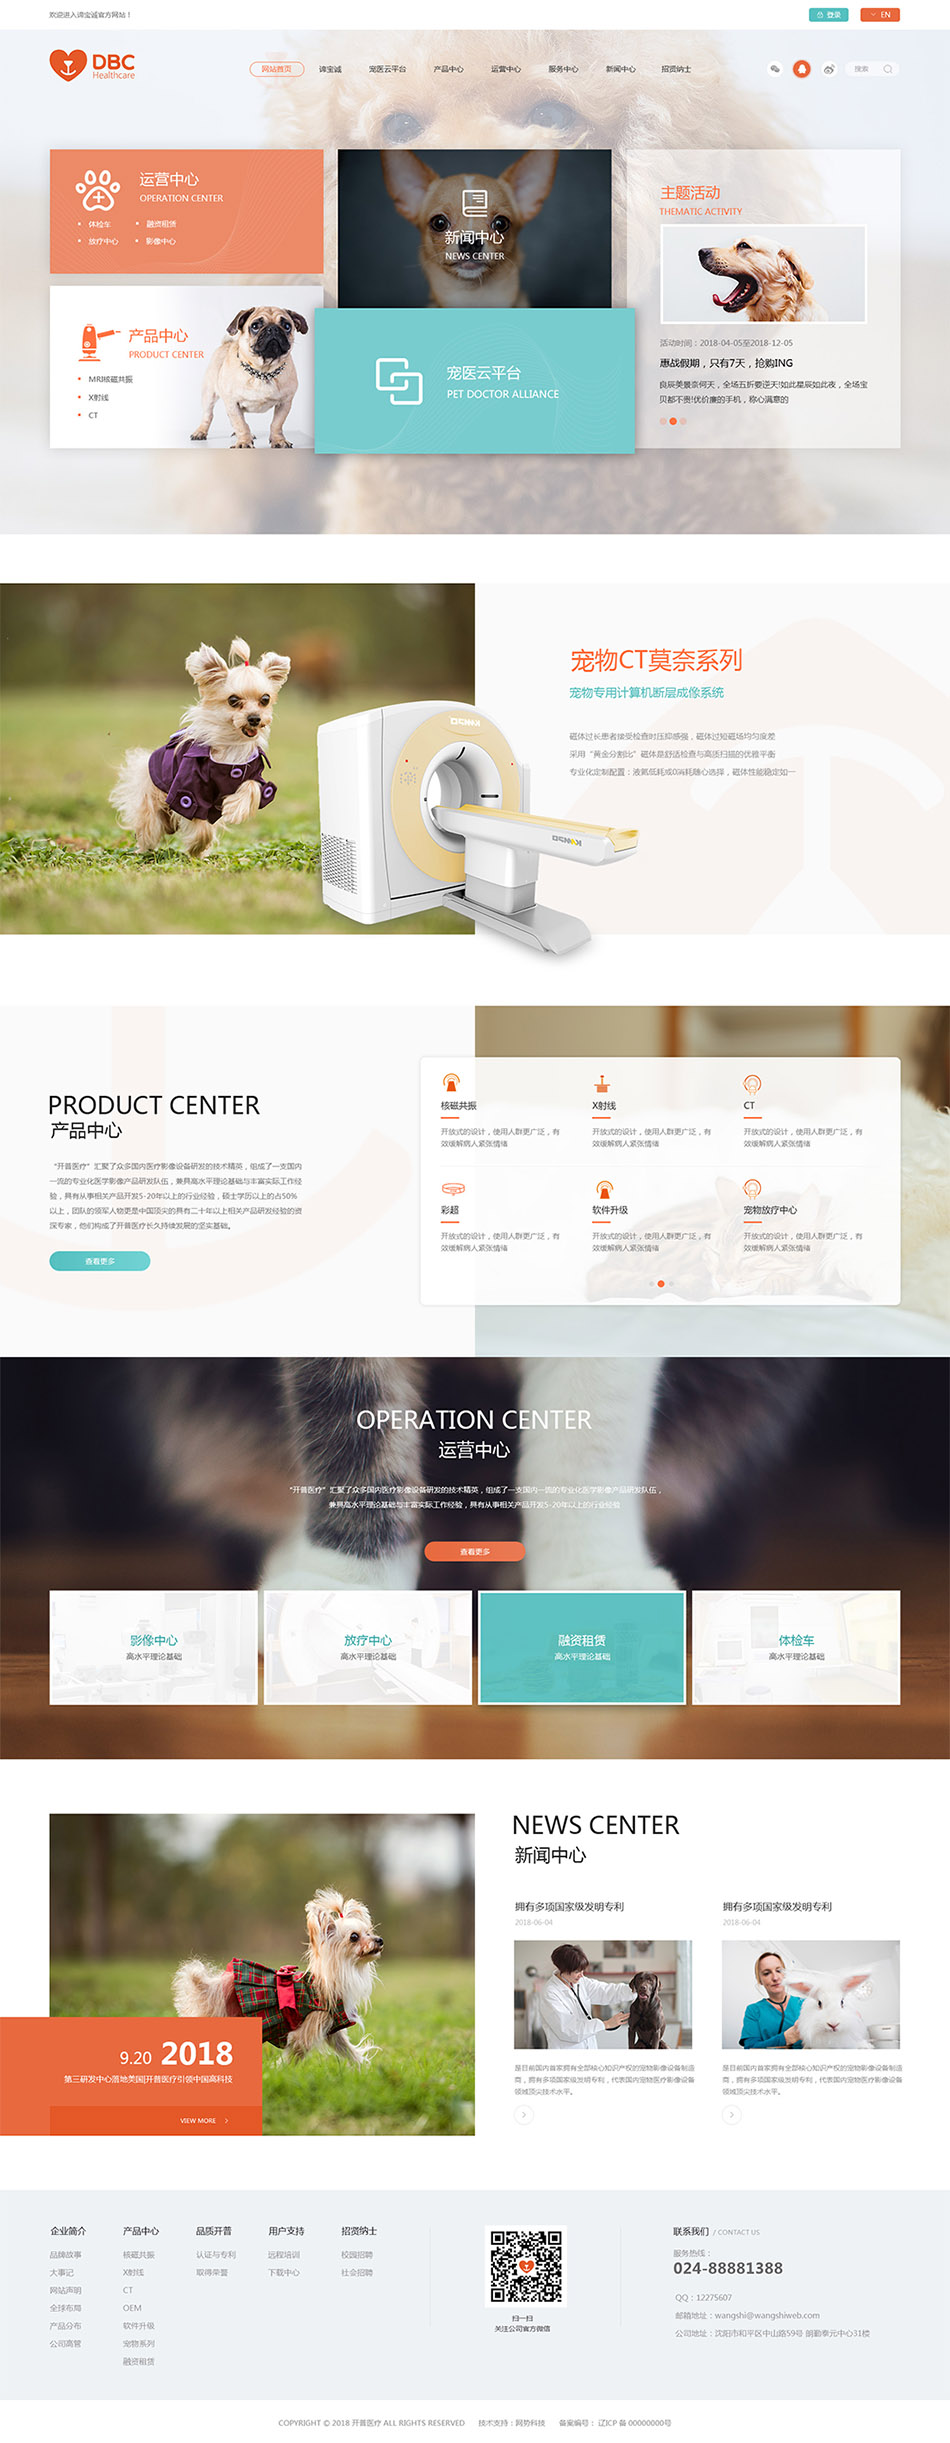 欢迎进入谛宝诚官方网站！
登录
EN
DBC
Healthcare
网站首页
谛宝诚
宠医云平台
产品中心
运营中心
服务中心
新闻中心
招贤纳士
搜索
运营中心
OPERATION CENTER
体检车
融资租赁
放疗中心
影像中心
新闻中心
NEWS CENTER
主题活动
THEMATIC ACTIVITY
活动时间：2018-04-05至2018-12-05
惠战假期，只有7天，抢购ING
良辰美景奈何天，全场五折要逆天!如此星辰如此夜，全场宝
贝都不贵!优价廉的手机，称心满意的
产品中心
PRODUCT CENTER
MRI核磁共振
X射线
CT
宠医云平台
PET DOCTOR ALLIANCE
宠物CT莫奈系列
宠物专用计算机断层成像系统
磁体过长患者接受检查时压抑感强，磁体过短磁场均匀度差
采用“黄金分割比”磁体是舒适检查与高质扫描的优雅平衡
专业化定制配置：液氦低耗或0消耗随心选择，磁体性能稳定如一
PRODUCT CENTER
产品中心
“开普医疗”汇聚了众多国内医疗影像设备研发的技术精英，组成了一支国内
一流的专业化医学影像产品研发队伍，兼具高水平理论基础与丰富实际工作经
验，具有从事相关产品开发5-20年以上的行业经验，硕士学历以上的占50%
以上，团队的领军人物更是中国顶尖的具有二十年以上相关产品研发经验的资
深专家，他们构成了开普医疗长久持续发展的坚实基础。
查看更多
核磁共振
X射线
CT
开放式的设计，使用人群更广泛，有
效缓解病人紧张情绪
开放式的设计，使用人群更广泛，有
效缓解病人紧张情绪
开放式的设计，使用人群更广泛，有
效缓解病人紧张情绪
彩超
软件升级
宠物放疗中心
开放式的设计，使用人群更广泛，有
效缓解病人紧张情绪
开放式的设计，使用人群更广泛，有
效缓解病人紧张情绪
开放式的设计，使用人群更广泛，有
效缓解病人紧张情绪
OPERATION CENTER
运营中心
“开普医疗”汇聚了众多国内医疗影像设备研发的技术精英，组成了一支国内一流的专业化医学影像产品研发队伍，
兼具高水平理论基础与丰富实际工作经验，具有从事相关产品开发5-20年以上的行业经验
查看更多
影像中心
高水平理论基础
放疗中心
高水平理论基础
融资租赁
高水平理论基础
体检车
高水平理论基础
NEWS CENTER
新闻中心
拥有多项国家级发明专利
2018-06-04
拥有多项国家级发明专利
2018-06-04
是目前国内首家拥有全部核心知识产权的宠物影像设备制造
商，拥有多项国家级发明专利，代表国内宠物医疗影像设备
领域顶尖技术水平。
是目前国内首家拥有全部核心知识产权的宠物影像设备制造
商，拥有多项国家级发明专利，代表国内宠物医疗影像设备
领域顶尖技术水平。
9.20 2018
第三研发中心落地美国|开普医疗引领中国高科技
VIEW MORE
企业简介
品牌故事
大事记
网站声明
全球布局
产品分布
公司高管
产品中心
核磁共振
X射线
CT
OEM
软件升级
宠物系列
融资租赁
品质开普
认证与专利
取得荣誉
用户支持
远程培训
下载中心
招贤纳士
校园招聘
社会招聘
扫一扫
关注公司官方微信
联系我们 / CONTACT US
服务热线：
024-88881388
QQ：12275607
邮箱地址：wangshi@wangshiweb.com
公司地址：沈阳市和平区中山路59号 朗勤泰元中心31楼
COPYRIGHT © 2018 开普医疗 ALL RIGHTS RESERVED 技术支持：网势科技 备案编号： 辽ICP 备 00000000号